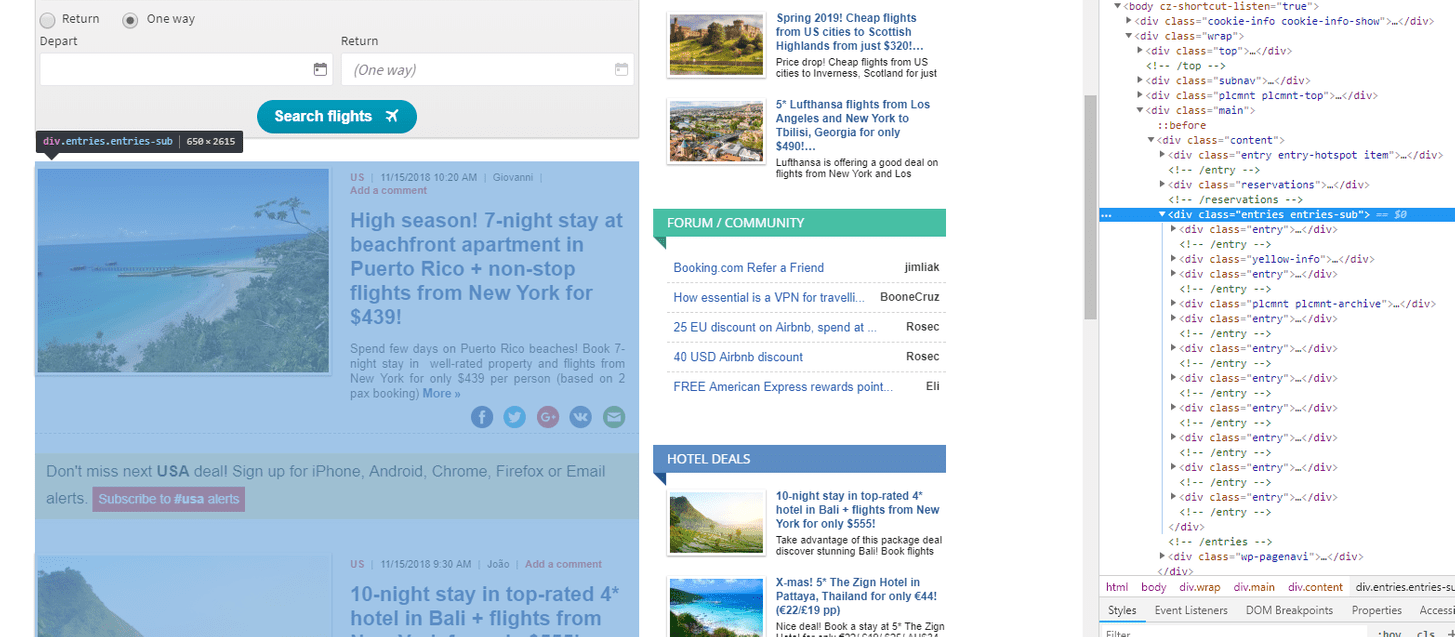 Return
One way
Depart
Return
(One way)
Search flights
div.entries.entries-sub | 650 × 2615
US | 11/15/2018 10:20 AM | Giovanni |
Add a comment
High season! 7-night stay at
beachfront apartment in
Puerto Rico + non-stop
flights from New York for
$439!
Spend few days on Puerto Rico beaches! Book 7-
night stay in well-rated property and flights from
New York for only $439 per person (based on 2
pax booking) More »
Don't miss next USA deal! Sign up for iPhone, Android, Chrome, Firefox or Email
alerts. Subscribe to #usa alerts
US | 11/15/2018 9:30 AM | João | Add a comment
10-night stay in top-rated 4*
hotel in Bali + flights from
New York for only $555!
Spring 2019! Cheap flights
from US cities to Scottish
Highlands from just $320!…
Price drop! Cheap flights from US
cities to Inverness, Scotland for just
5* Lufthansa flights from Los
Angeles and New York to
Tbilisi, Georgia for only
$490!…
Lufthansa is offering a good deal on
flights from New York and Los
FORUM / COMMUNITY
Booking.com Refer a Friend jimliak
How essential is a VPN for travelli... BooneCruz
25 EU discount on Airbnb, spend at ... Rosec
40 USD Airbnb discount Rosec
FREE American Express rewards point... Eli
HOTEL DEALS
10-night stay in top-rated 4*
hotel in Bali + flights from New
York for only $555!
Take advantage of this package deal
discover stunning Bali! Book flights
X-mas! 5* The Zign Hotel in
Pattaya, Thailand for only €44!
(€22/£19 pp)
Nice deal! Book a stay at 5* The Zign
<body cz-shortcut-listen="true">
<div class="cookie-info cookie-info-show">…</div>
<div class="wrap">
<div class="top">…</div>
<!-- /top -->
<div class="subnav">…</div>
<div class="plcmnt plcmnt-top">…</div>
<div class="main">
::before
<div class="content">
<div class="entry entry-hotspot item">…</div>
<!-- /entry -->
<div class="reservations">…</div>
<!-- /reservations -->
<div class="entries entries-sub"> == $0
<div class="entry">…</div>
<!-- /entry -->
<div class="yellow-info">…</div>
<div class="entry">…</div>
<!-- /entry -->
<div class="plcmnt plcmnt-archive">…</div>
<div class="entry">…</div>
<!-- /entry -->
<div class="entry">…</div>
<!-- /entry -->
<div class="entry">…</div>
<!-- /entry -->
<div class="entry">…</div>
<!-- /entry -->
<div class="entry">…</div>
<!-- /entry -->
<div class="entry">…</div>
<!-- /entry -->
<div class="entry">…</div>
<!-- /entry -->
</div>
<!-- /entries -->
<div class="wp-pagenavi">…</div>
</div>
html body div.wrap div.main div.content div.entries.entries-su
Styles Event Listeners DOM Breakpoints Properties Accessi
Filter :hov .cls